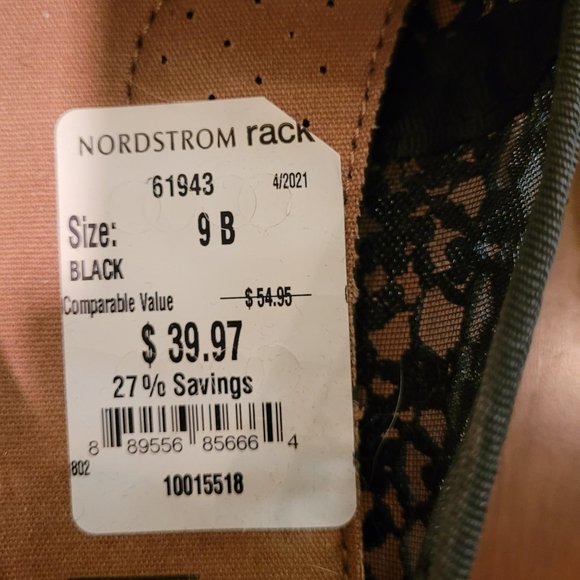 NORDSTROM rack
61943 4/2021
Size: 9 B
BLACK
Comparable Value $ 54.95
$ 39.97
27% Savings
8 89556 85666 4
802
10015518